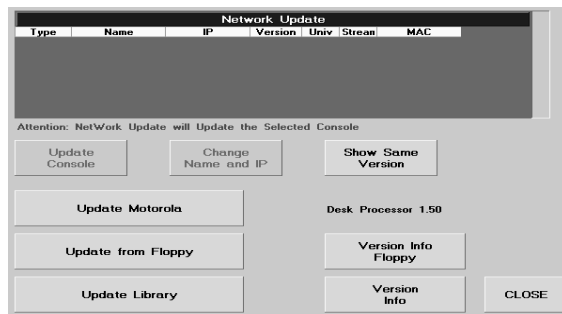 Network Update
Type Name IP Version Univ Stream MAC
Attention: NetWork Update will Update the Selected Console
Update
Console
Change
Name and IP
Show Same
Version
Update Motorola
Desk Processor 1.50
Update from Floppy
Version Info
Floppy
Update Library
Version
Info
CLOSE